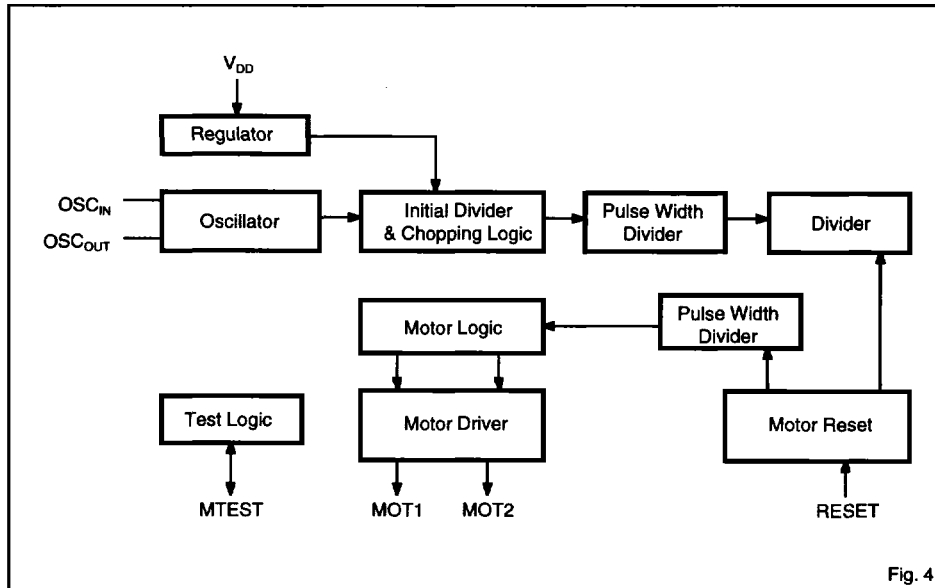 V_DD
Regulator
OSC_IN
OSC_OUT
Oscillator
Initial Divider
& Chopping Logic
Pulse Width
Divider
Divider
Motor Logic
Pulse Width
Divider
Test Logic
Motor Driver
Motor Reset
MTEST
MOT1
MOT2
RESET
Fig. 4